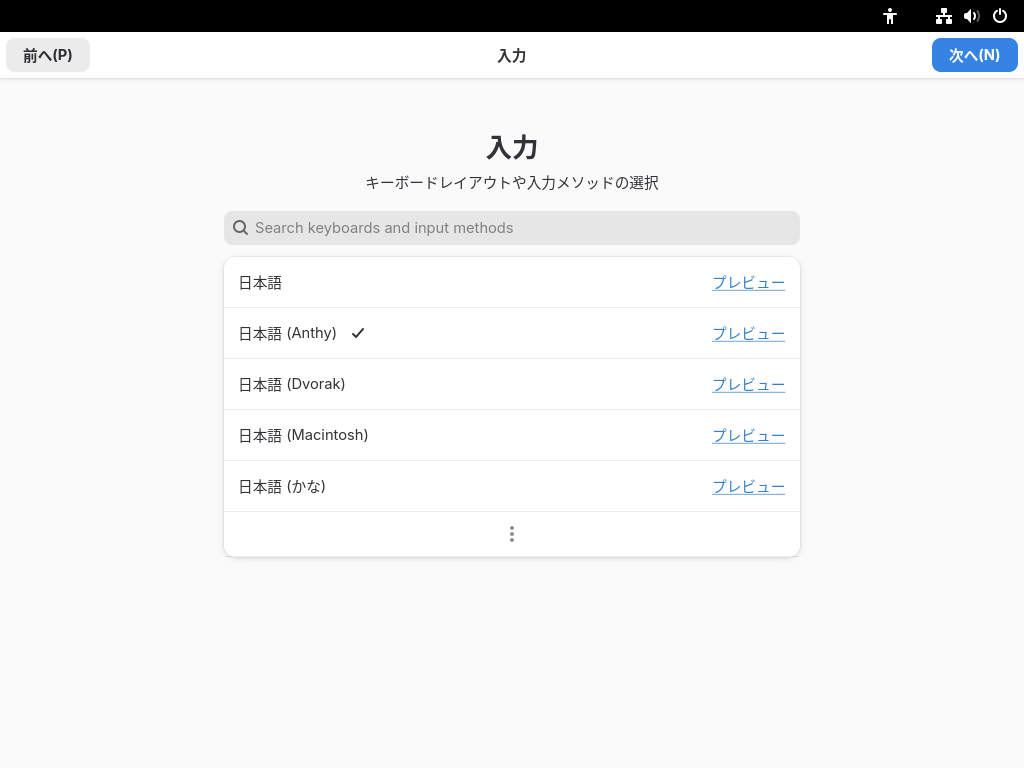 前へ(P)
入力
次へ(N)
入力
キーボードレイアウトや入力メソッドの選択
Search keyboards and input methods
日本語 プレビュー
日本語 (Anthy) プレビュー
日本語 (Dvorak) プレビュー
日本語 (Macintosh) プレビュー
日本語 (かな) プレビュー